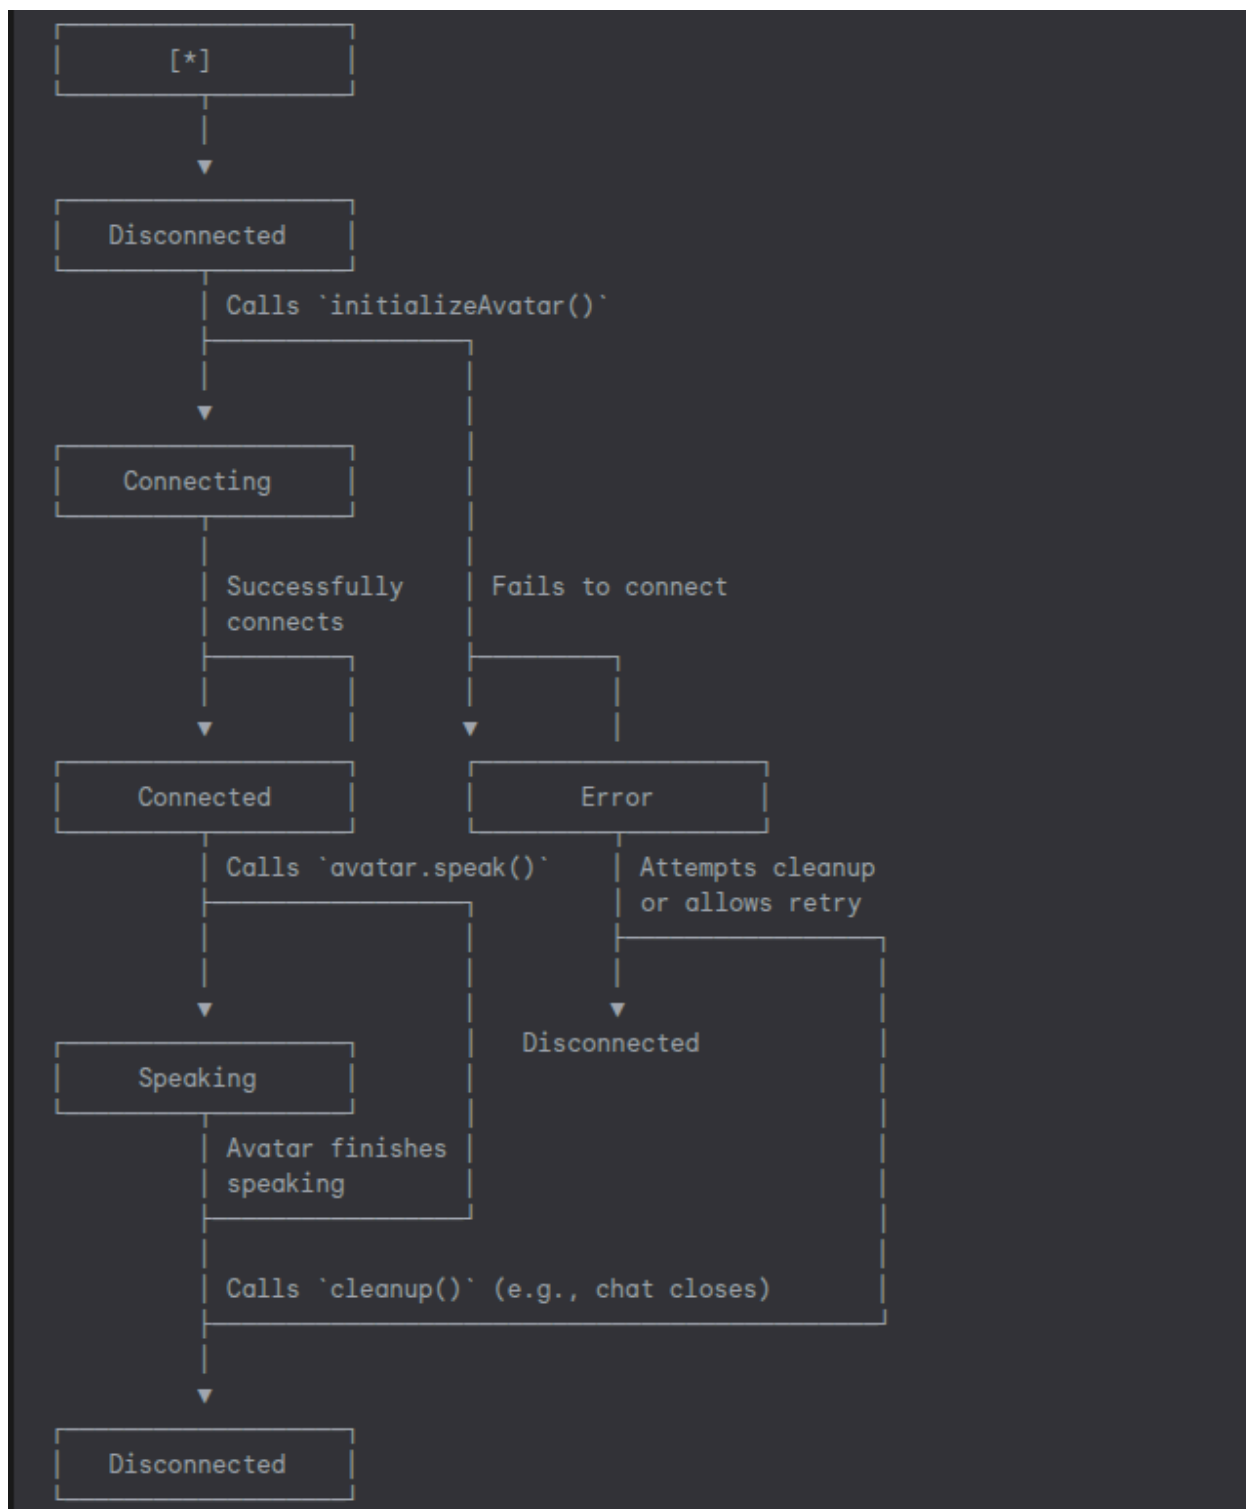 [*]
Disconnected
Calls `initializeAvatar()`
Connecting
Successfully
connects
Fails to connect
Connected
Error
Calls `avatar.speak()`
Attempts cleanup
or allows retry
Disconnected
Speaking
Avatar finishes
speaking
Calls `cleanup()` (e.g., chat closes)
Disconnected